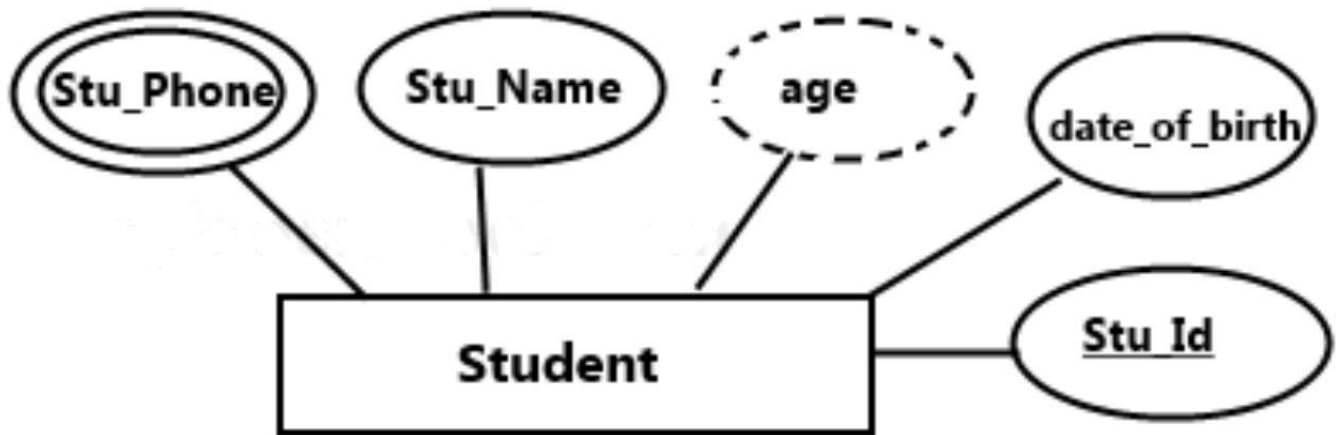 Stu_Phone
Stu_Name
age
date_of_birth
Stu_Id
Student